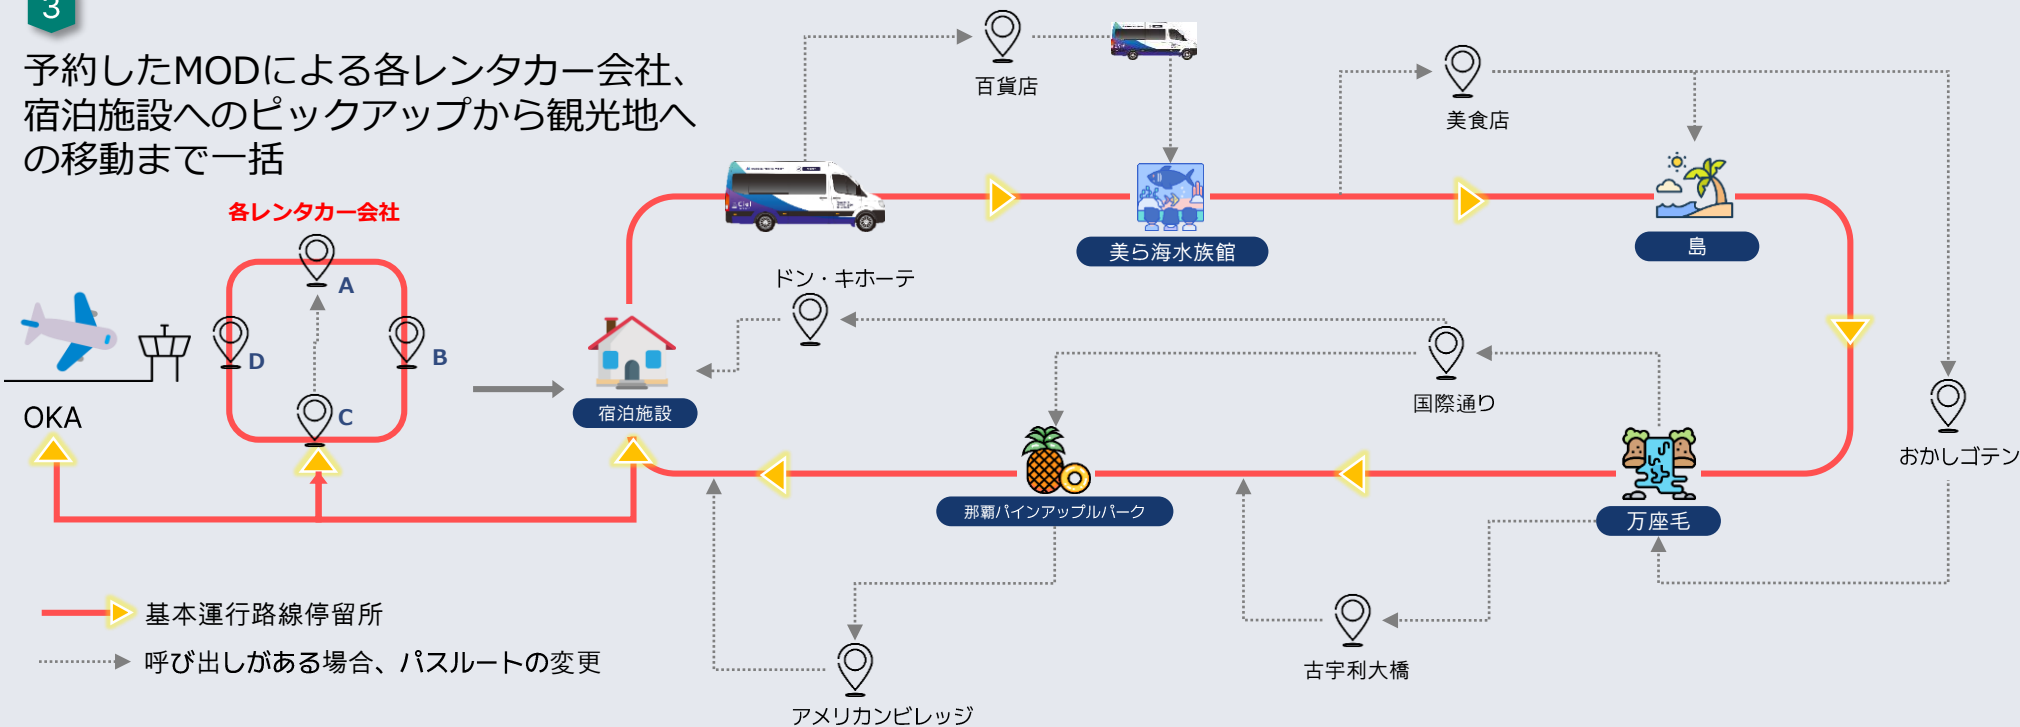 3
予約したMODによる各レンタカー会社、
宿泊施設へのピックアップから観光地へ
の移動まで一括
百貨店
美食店
各レンタカー会社
A
B
C
D
OKA
宿泊施設
美ら海水族館
島
ドン・キホーテ
国際通り
おかしゴテン
那覇パインアップルパーク
万座毛
古宇利大橋
アメリカンビレッジ
基本運行路線停留所
呼び出しがある場合、パスルートの変更
Ciel